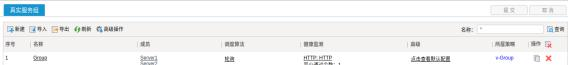 真实服务组 提 交 取 消
新建 导入 导出 刷新 高级操作 名称： * 查询
序号 名称 成员 调度算法 健康监测 高级 所属策略 操作
1 Group Server1 轮询 HTTP; HTTP 点击查看默认配置 v-Group
Server2